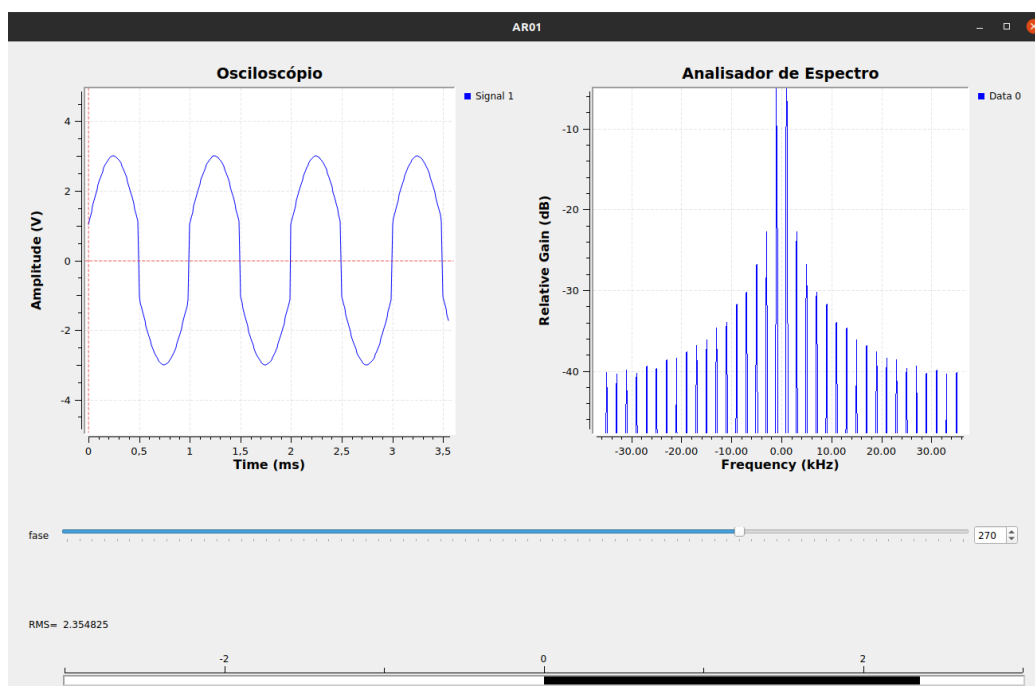 AR01
Osciloscópio
Signal 1
Amplitude (V)
4
2
0
-2
-4
0 0,5 1 1,5 2 2,5 3 3,5
Time (ms)
Analisador de Espectro
Data 0
Relative Gain (dB)
-10
-20
-30
-40
-30.00 -20.00 -10.00 0.00 10.00 20.00 30.00
Frequency (kHz)
fase 270
RMS= 2.354825
-2 0 2